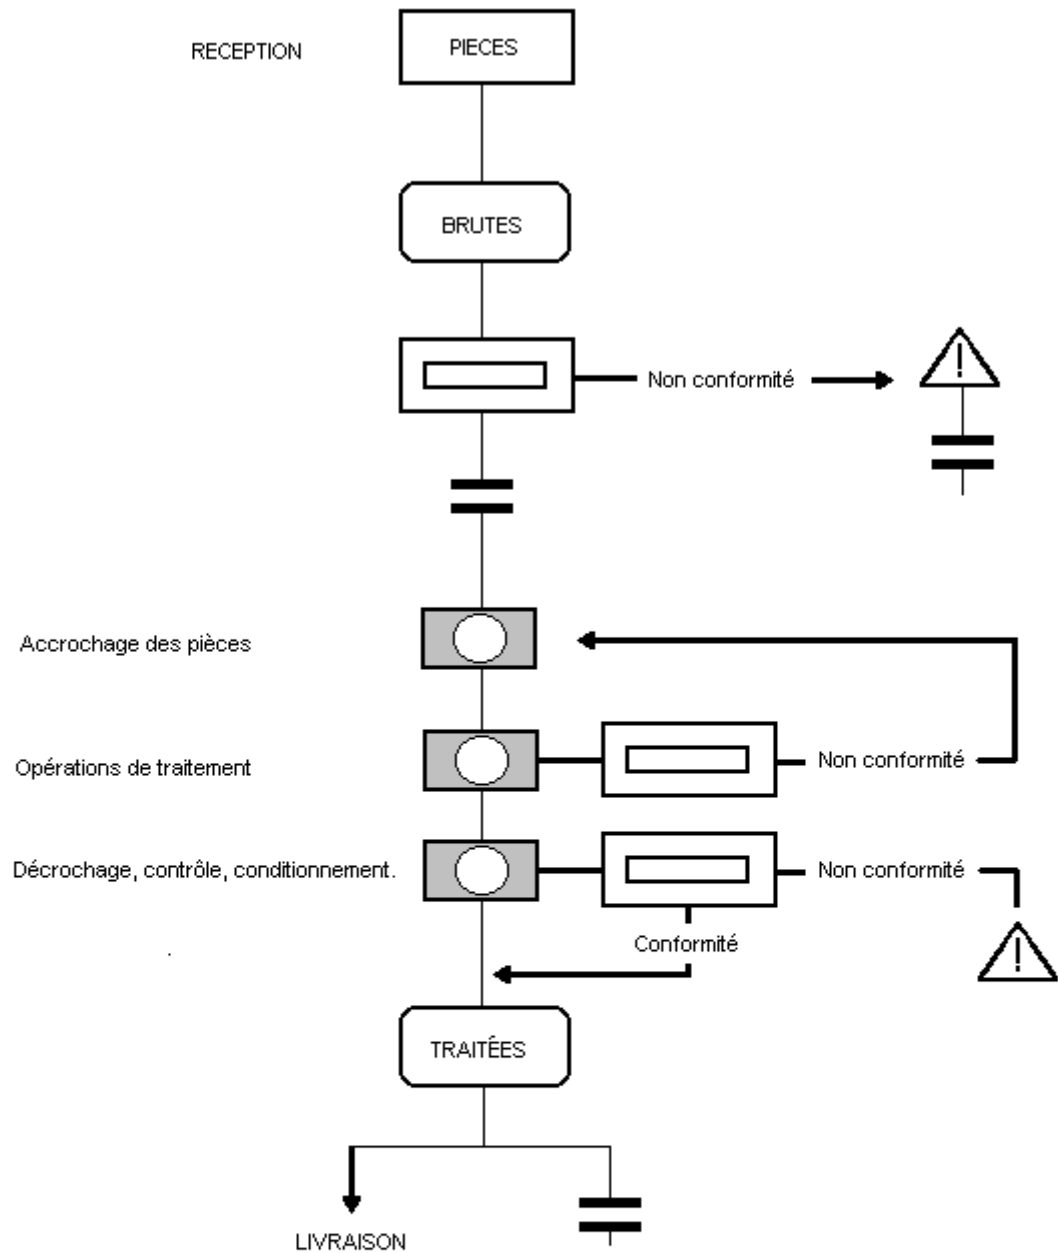 RECEPTION
PIECES
BRUTES
Non conformité
!
Accrochage des pièces
Opérations de traitement
Non conformité
Décrochage, contrôle, conditionnement.
Non conformité
Conformité
!
.
TRAITÉES
LIVRAISON